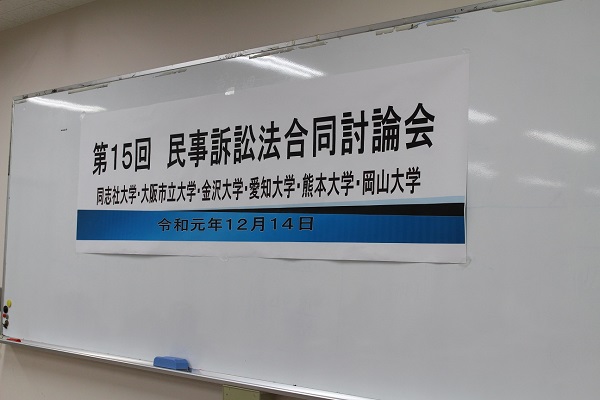 第15回 民事訴訟法合同討論会
同志社大学・大阪市立大学・金沢大学・愛知大学・熊本大学・岡山大学
令和元年12月14日